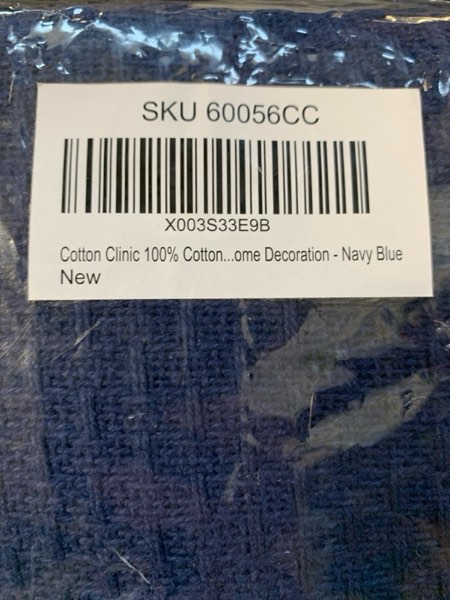 SKU 60056CC
X003S33E9B
Cotton Clinic 100% Cotton...ome Decoration - Navy Blue
New